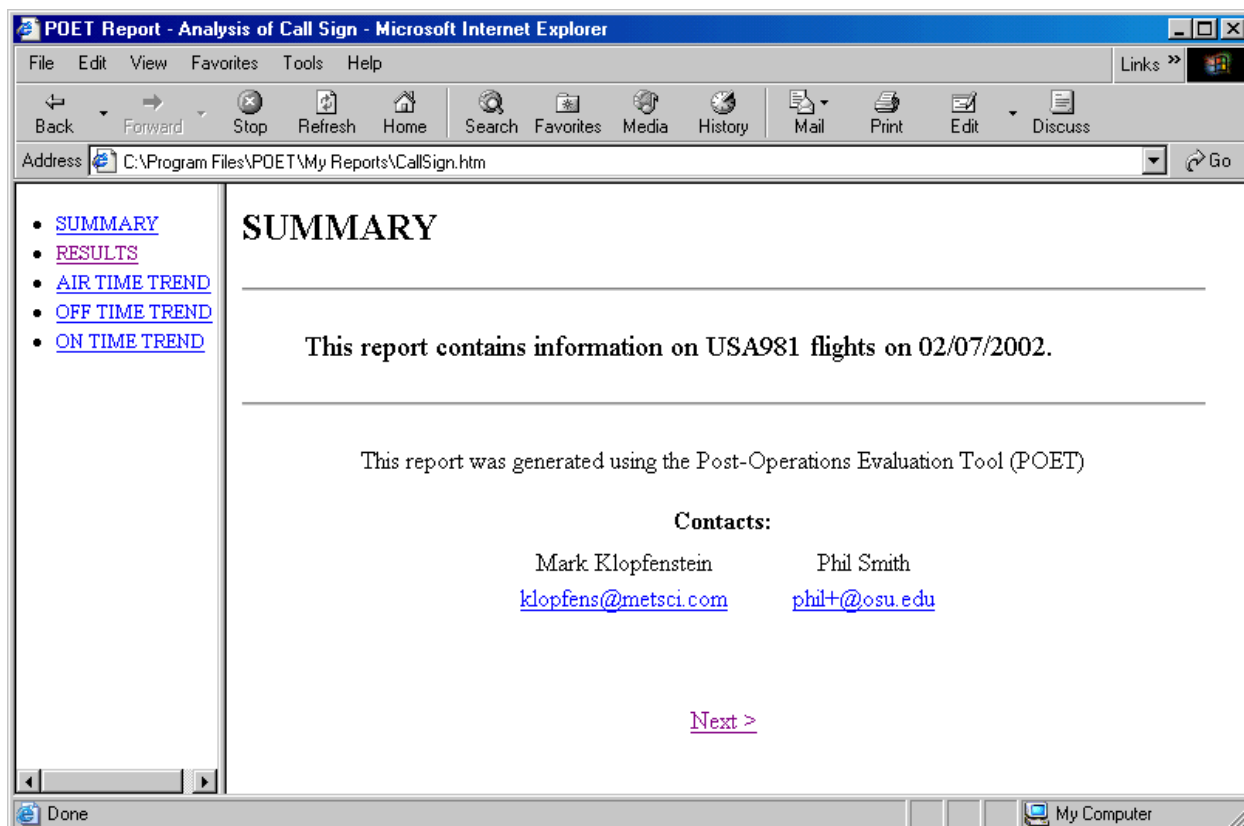 POET Report - Analysis of Call Sign - Microsoft Internet Explorer
File Edit View Favorites Tools Help Links »
Back Forward Stop Refresh Home Search Favorites Media History Mail Print Edit Discuss
Address C:\Program Files\POET\My Reports\CallSign.htm Go
SUMMARY
RESULTS
AIR TIME TREND
OFF TIME TREND
ON TIME TREND
SUMMARY
This report contains information on USA981 flights on 02/07/2002.
This report was generated using the Post-Operations Evaluation Tool (POET)
Contacts:
Mark Klopfenstein Phil Smith
klopfens@metsci.com phil+@osu.edu
Next >
Done My Computer